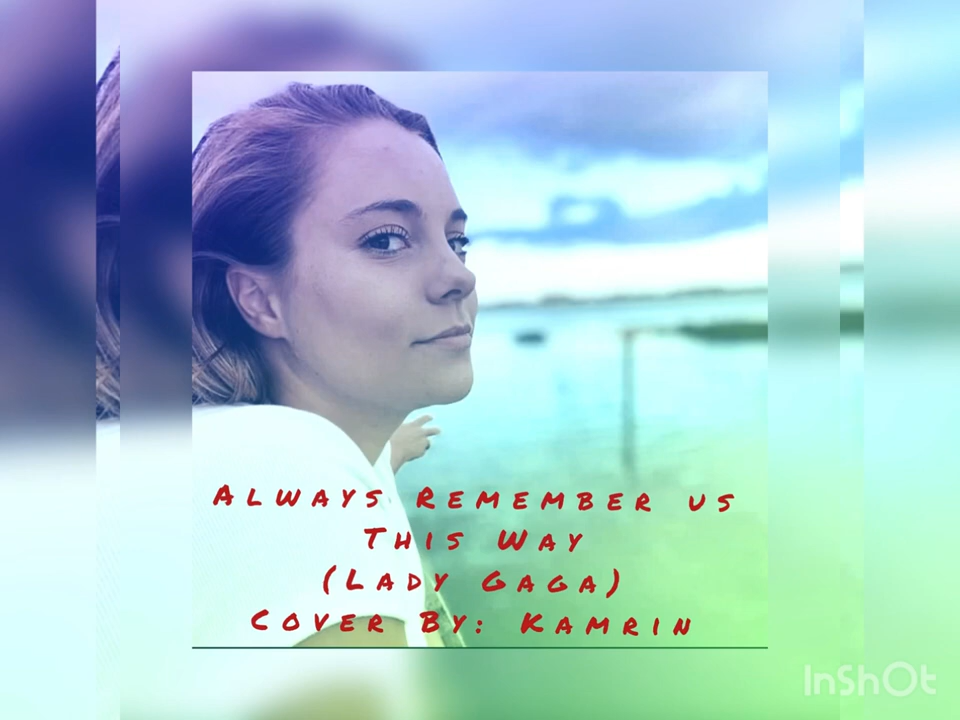 Always Remember us
This Way
(Lady Gaga)
Cover By: Kamrin
InShOt